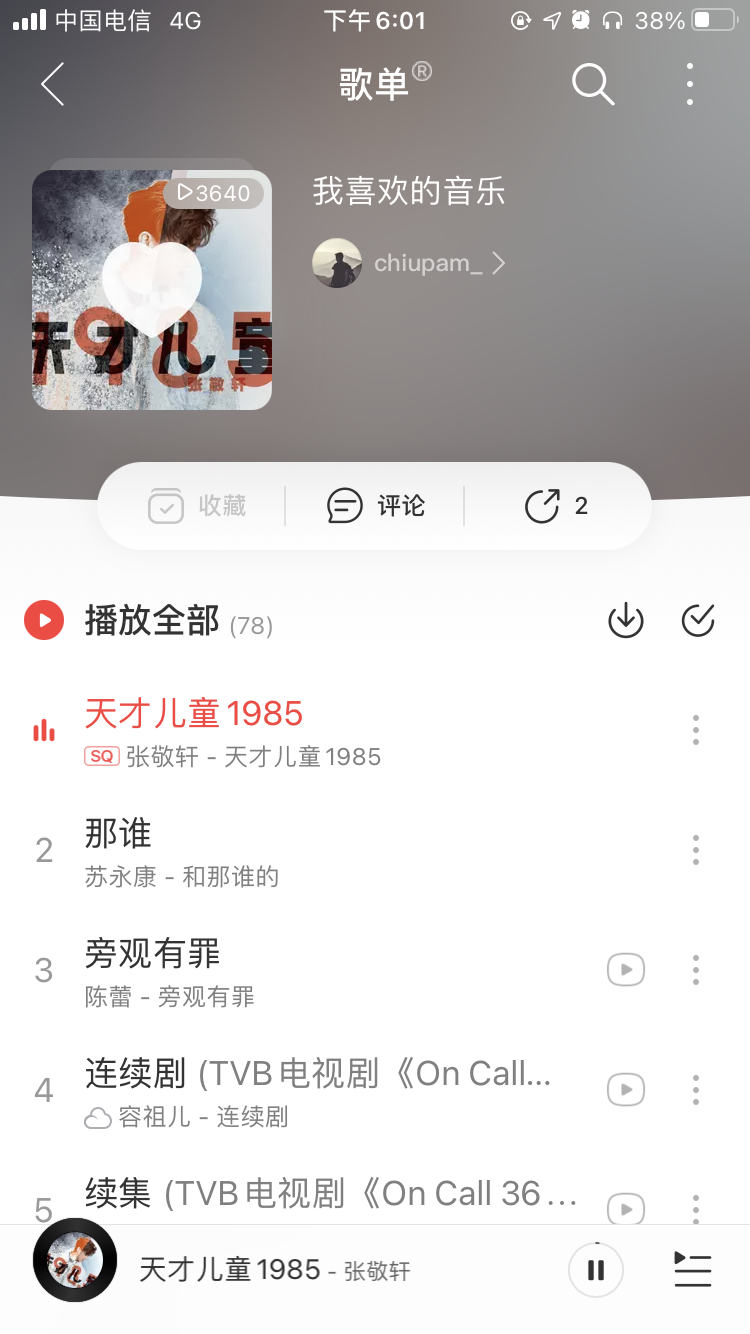 中国电信 4G 下午6:01 38%
歌单®
3640
我喜欢的音乐
chiupam_
1985
天才儿童
张敬轩
收藏 评论 2
播放全部 (78)
天才儿童1985
SQ 张敬轩 - 天才儿童1985
2 那谁
苏永康 - 和那谁的
3 旁观有罪
陈蕾 - 旁观有罪
4 连续剧 (TVB电视剧《On Call...
容祖儿 - 连续剧
5 续集 (TVB电视剧《On Call 36...
天才儿童1985 - 张敬轩